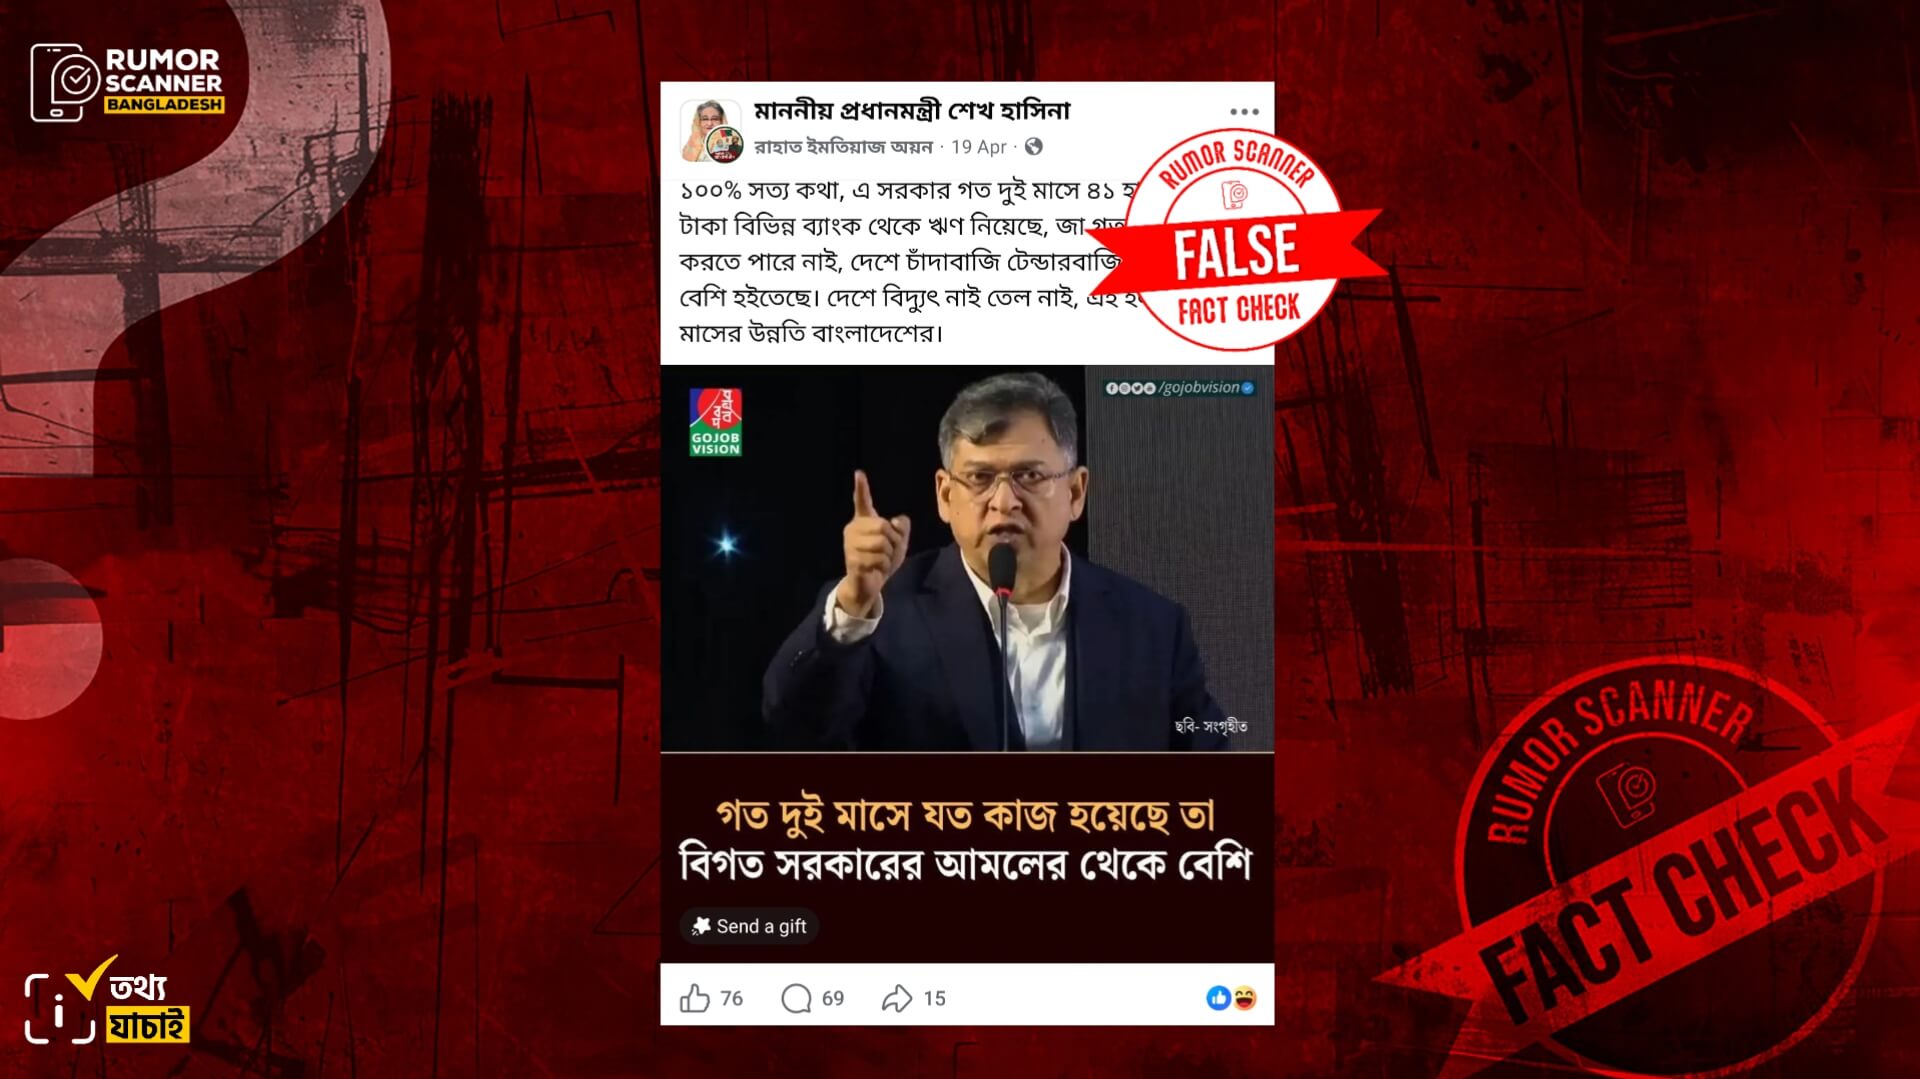 RUMOR
SCANNER
BANGLADESH
মাননীয় প্রধানমন্ত্রী শেখ হাসিনা
রাহাত ইমতিয়াজ অয়ন · 19 Apr ·
১০০% সত্য কথা, এ সরকার গত দুই মাসে ৪১
টাকা বিভিন্ন ব্যাংক থেকে ঋণ নিয়েছে, জা গত
করতে পারে নাই, দেশে চাঁদাবাজি টেন্ডারবাজি
বেশি হইতেছে। দেশে বিদ্যুৎ নাই তেল নাই, এই
মাসের উন্নতি বাংলাদেশের।
RUMOR SCANNER
FALSE
FACT CHECK
GOJOB
VISION
/gojobvision
ছবি- সংগৃহীত
গত দুই মাসে যত কাজ হয়েছে তা
বিগত সরকারের আমলের থেকে বেশি
Send a gift
76 69 15
RUMOR SCANNER
FACT CHECK
তথ্য
যাচাই